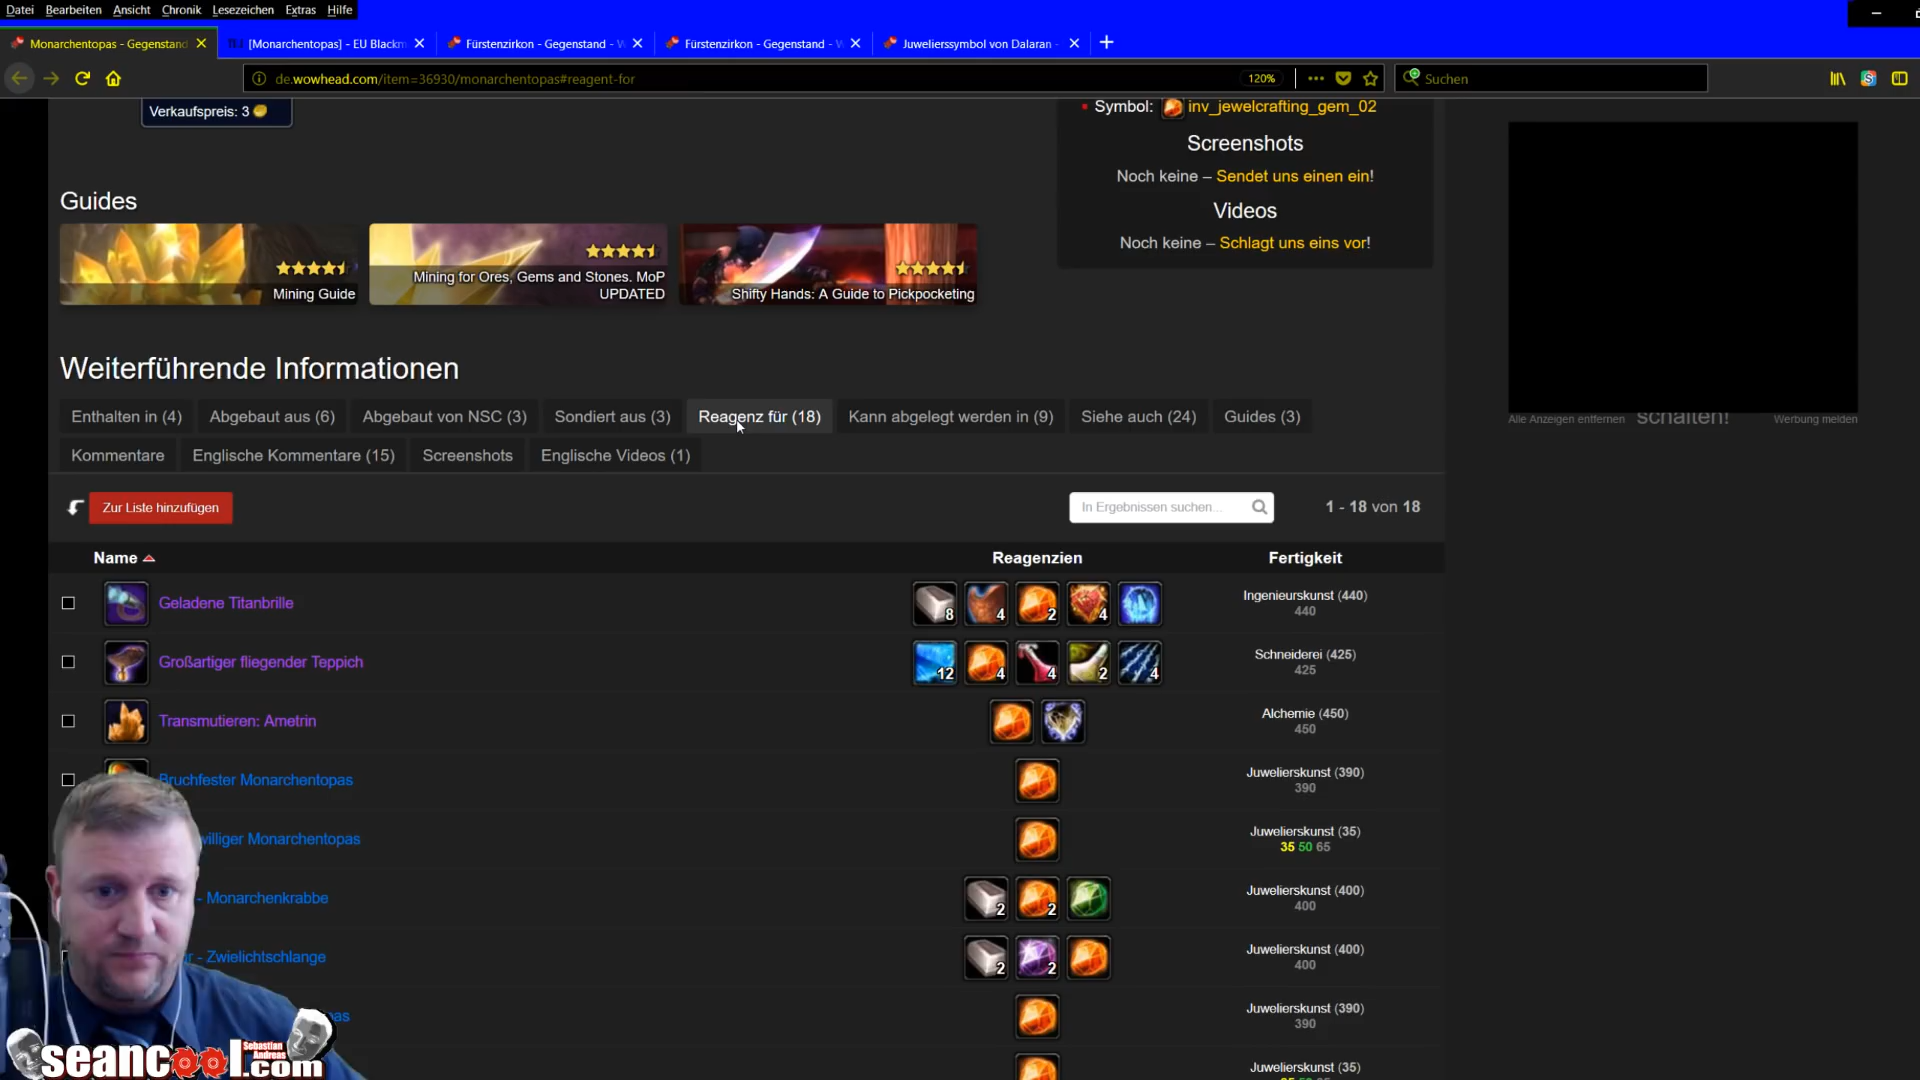 Datei Bearbeiten Ansicht Chronik Lesezeichen Extras Hilfe
Monarchentopas - Gegenstand
[Monarchentopas] - EU Blackm
Fürstenzirkon - Gegenstand - W
Fürstenzirkon - Gegenstand - W
Juwelierssymbol von Dalaran -
de.wowhead.com/item=36930/monarchentopas#reagent-for
120%
Suchen
Verkaufspreis: 3
Symbol: inv_jewelcrafting_gem_02
Screenshots
Noch keine – Sendet uns einen ein!
Videos
Noch keine – Schlagt uns eins vor!
Guides
Mining Guide
Mining for Ores, Gems and Stones. MoP
UPDATED
Shifty Hands: A Guide to Pickpocketing
Alle Anzeigen entfernen schalten! Werbung melden
Weiterführende Informationen
Enthalten in (4) Abgebaut aus (6) Abgebaut von NSC (3) Sondiert aus (3) Reagenz für (18) Kann abgelegt werden in (9) Siehe auch (24) Guides (3)
Kommentare Englische Kommentare (15) Screenshots Englische Videos (1)
Zur Liste hinzufügen In Ergebnissen suchen... 1 - 18 von 18
Name Reagenzien Fertigkeit
Geladene Titanbrille 8 4 2 4 Ingenieurskunst (440)
440
Großartiger fliegender Teppich 12 4 4 2 4 Schneiderei (425)
425
Transmutieren: Ametrin Alchemie (450)
450
Bruchfester Monarchentopas Juwelierskunst (390)
390
williger Monarchentopas Juwelierskunst (35)
35 50 65
- Monarchenkrabbe 2 2 Juwelierskunst (400)
400
r - Zwielichtschlange 2 2 Juwelierskunst (400)
400
pas Juwelierskunst (390)
390
Juwelierskunst (35)
Sebastian
Andreas
seancool.com